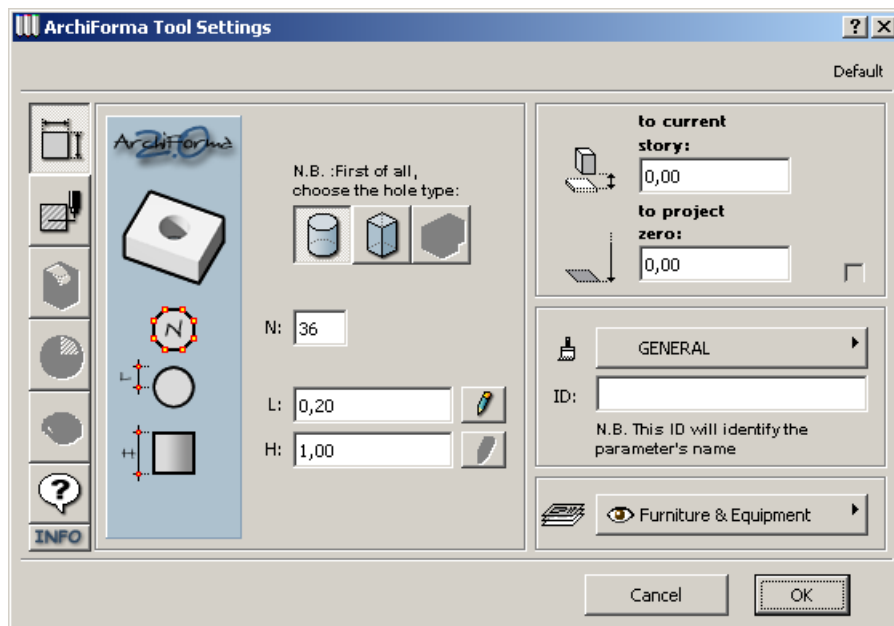 ArchiForma Tool Settings
Default
ArchiForma
2.0
N.B. :First of all,
choose the hole type:
N
N: 36
L
L: 0,20
H
H: 1,00
INFO
to current
story:
0,00
to project
zero:
0,00
GENERAL
ID:
N.B. This ID will identify the
parameter's name
Furniture & Equipment
Cancel
OK